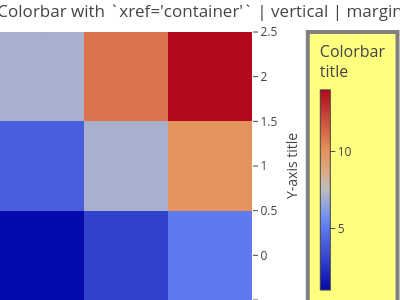 Colorbar with `xref='container'` | vertical | margin
2.5
2
1.5
1
0.5
0
Y-axis title
Colorbar
title
10
5